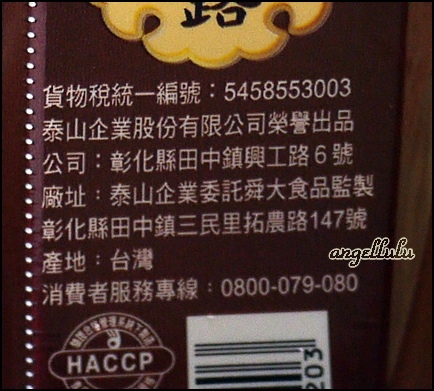 路
貨物稅統一編號：5458553003
泰山企業股份有限公司榮譽出品
公司：彰化縣田中鎮興工路6號
廠址：泰山企業委託舜大食品監製
彰化縣田中鎮三民里拓農路147號
產地：台灣
消費者服務專線：0800-079-080
angellulu
HACCP
203